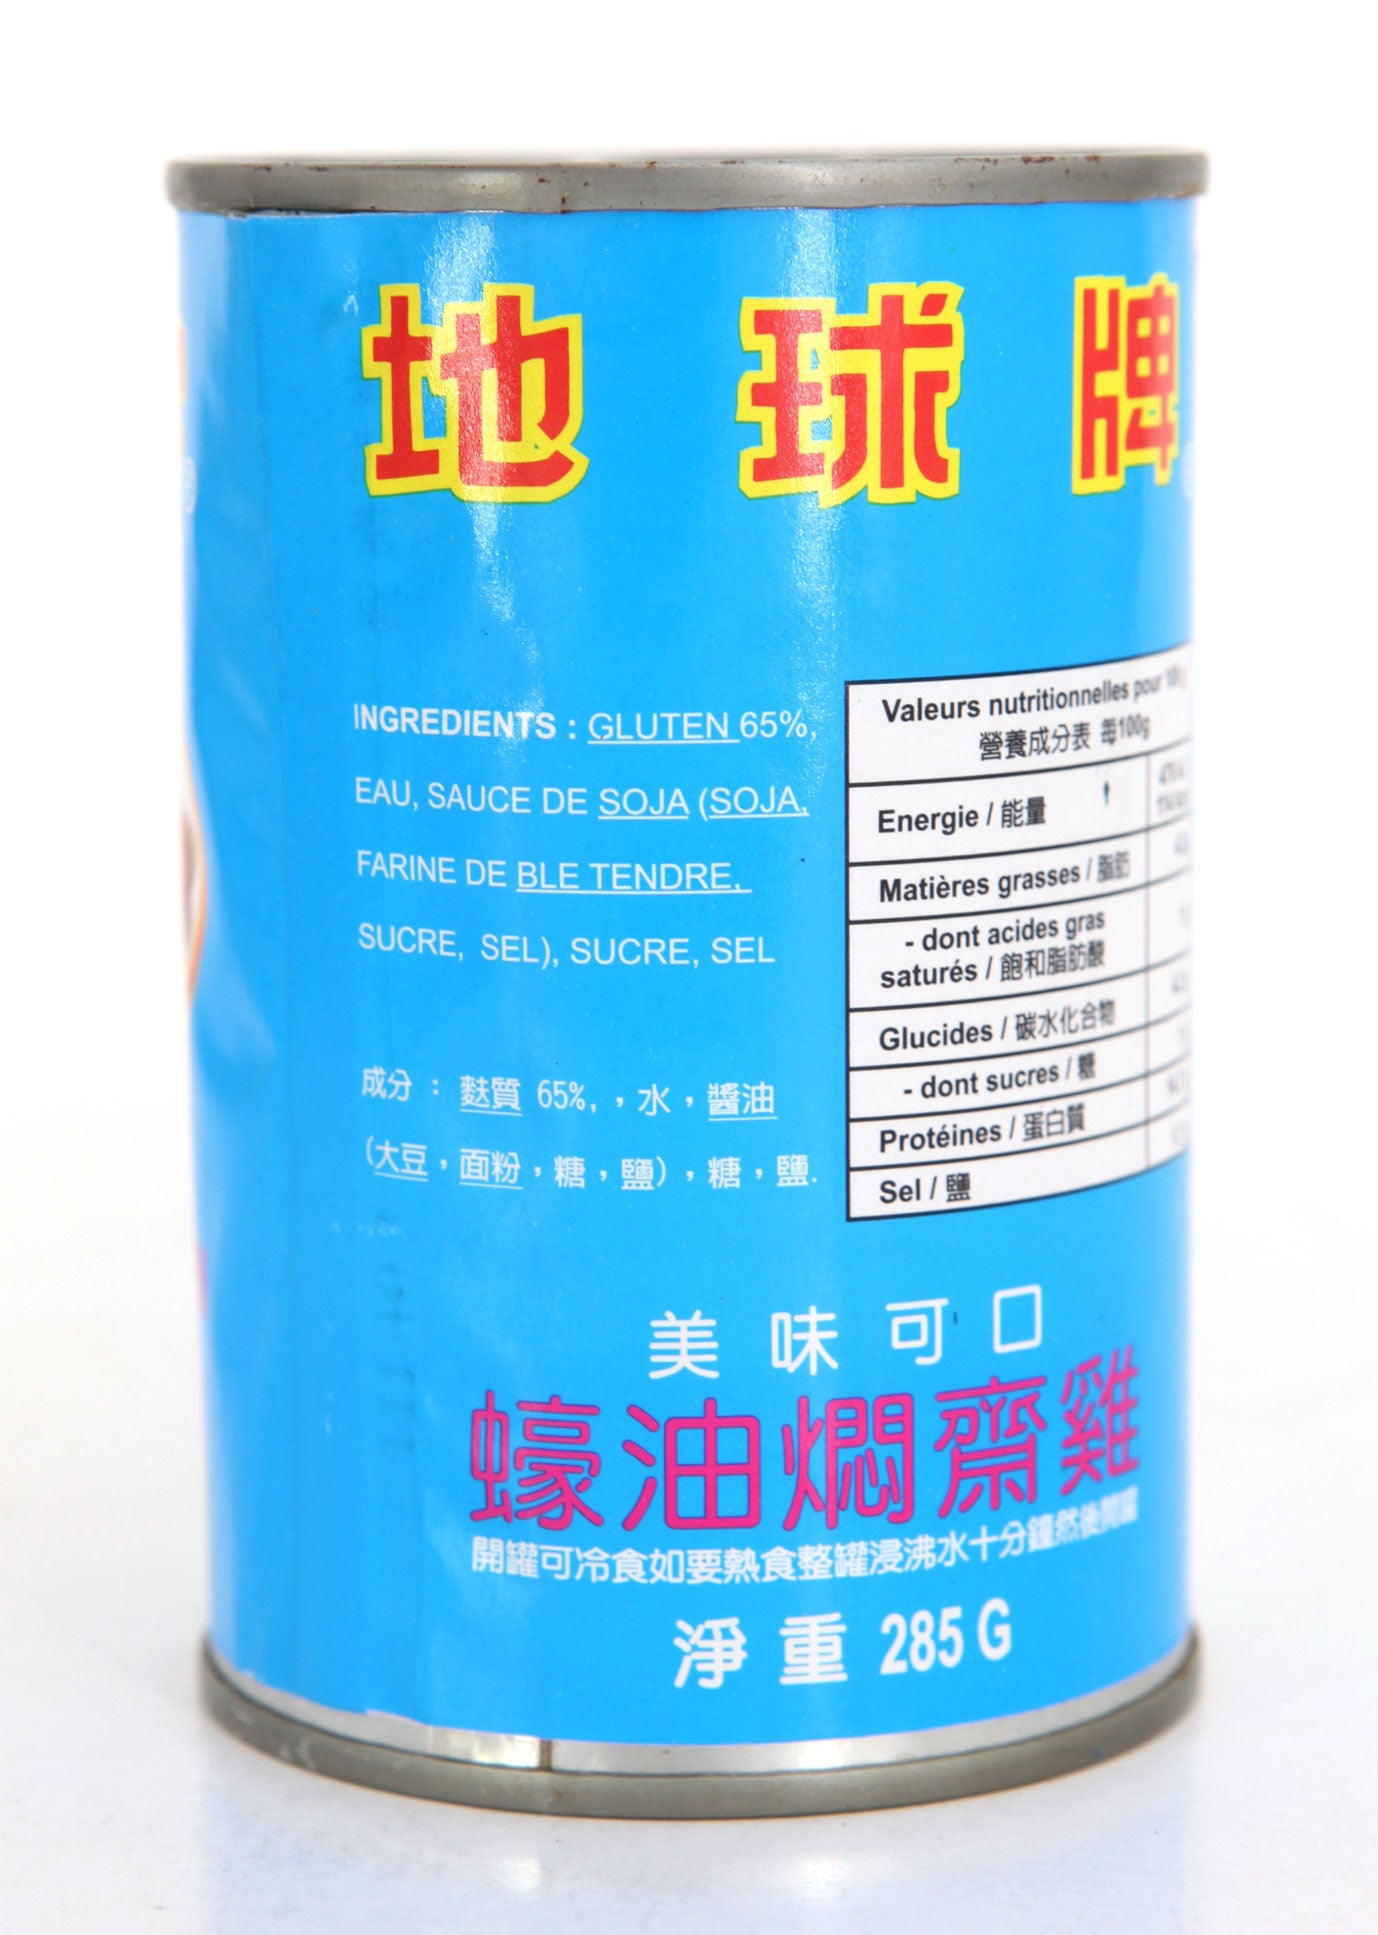 地球牌
INGREDIENTS : GLUTEN 65%,
EAU, SAUCE DE SOJA (SOJA,
FARINE DE BLE TENDRE,
SUCRE, SEL), SUCRE, SEL
成分 : 麩質 65%, ，水，醬油
(大豆，面粉，糖，鹽)，糖，鹽.
Valeurs nutritionnelles pour 100g
營養成分表 每100g
Energie / 能量
Matières grasses / 脂肪
- dont acides gras
saturés / 飽和脂肪酸
Glucides / 碳水化合物
- dont sucres / 糖
Protéines / 蛋白質
Sel / 鹽
美味可口
蠔油燜齋雞
開罐可冷食如要熱食整罐浸沸水十分鐘然後開罐
淨重 285 G